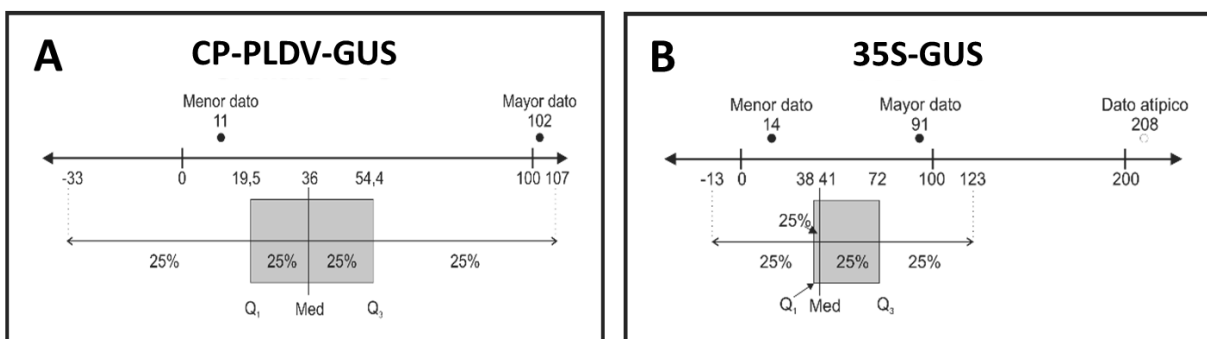 A
CP-PLDV-GUS
Menor dato
11
Mayor dato
102
-33
0
19,5
36
54,4
100
107
25%
25%
25%
25%
Q₁
Med
Q₃
B
35S-GUS
Menor dato
14
Mayor dato
91
Dato atípico
208
-13
0
38
41
72
100
123
200
25%
25%
25%
25%
Q₁
Med
Q₃